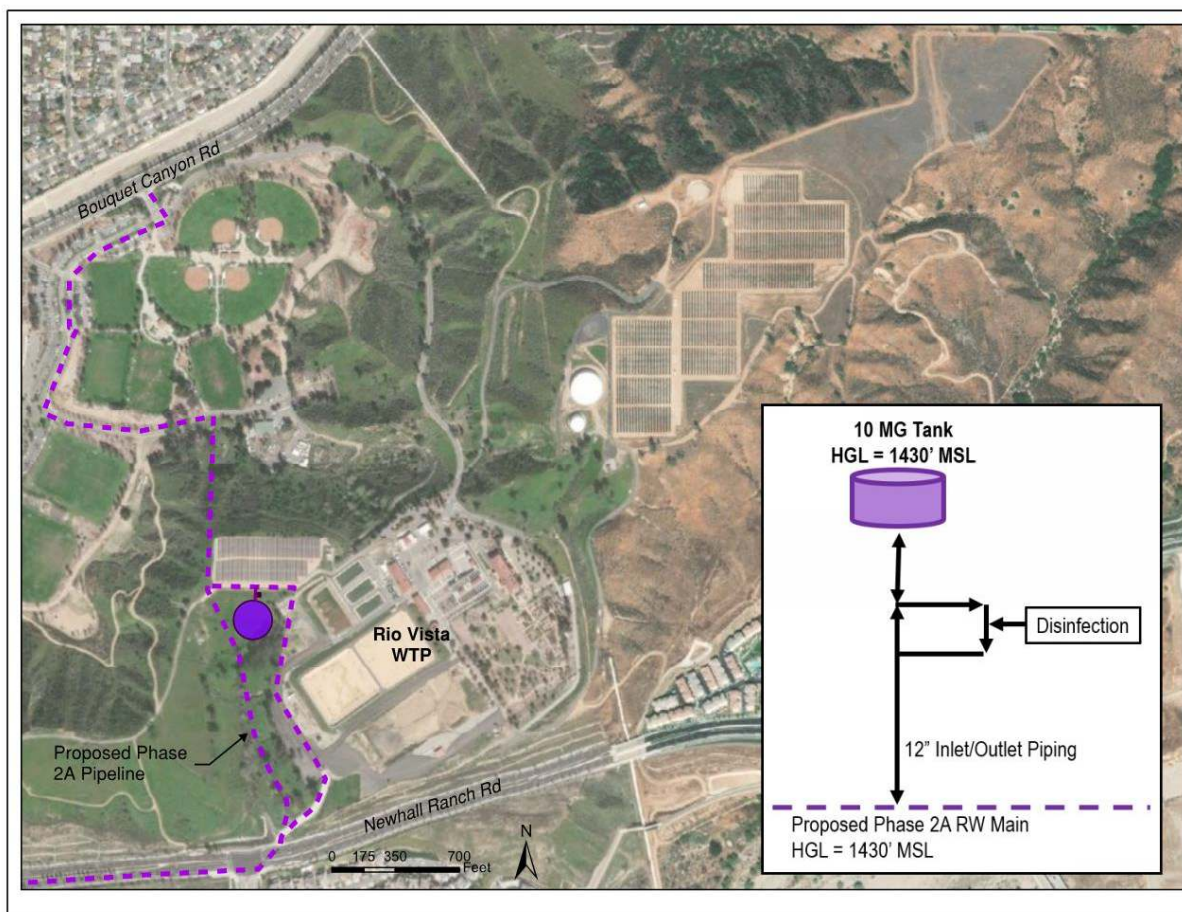 Bouquet Canyon Rd
10 MG Tank
HGL = 1430' MSL
Disinfection
12" Inlet/Outlet Piping
Proposed Phase 2A RW Main
HGL = 1430' MSL
Rio Vista
WTP
Proposed Phase
2A Pipeline
Newhall Ranch Rd
N
0 175 350 700
Feet